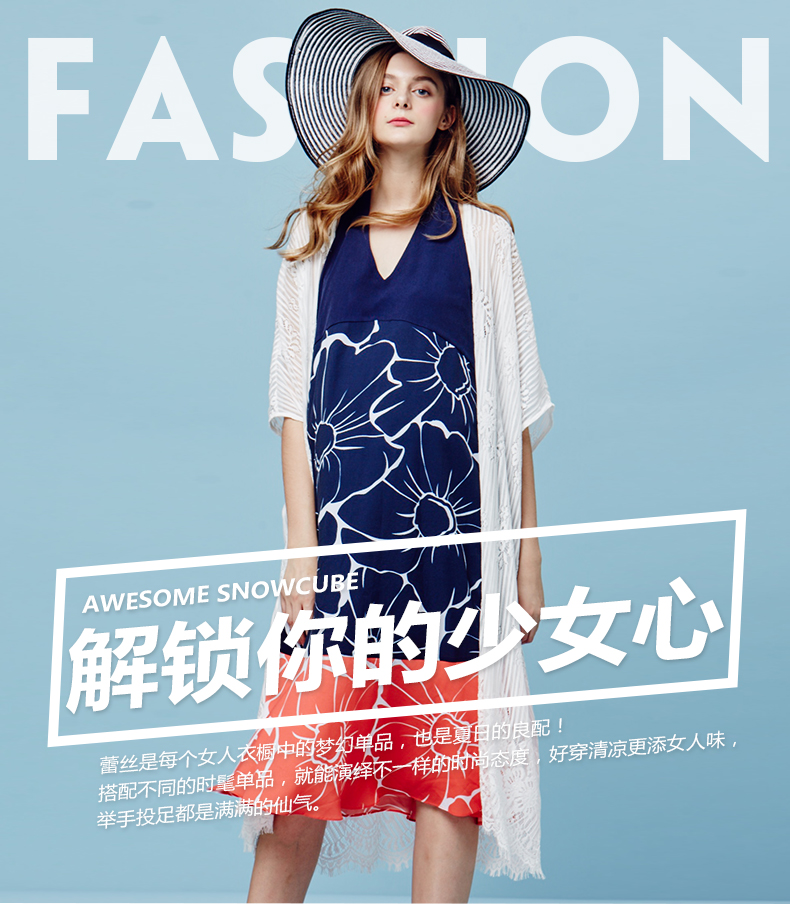 FASHION
AWESOME SNOWCUBE
解锁你的少女心
蕾丝是每个女人衣橱中的梦幻单品，也是夏日的良配！
搭配不同的时髦单品，就能演绎不一样的时尚态度，好穿清凉更添女人味，
举手投足都是满满的仙气。